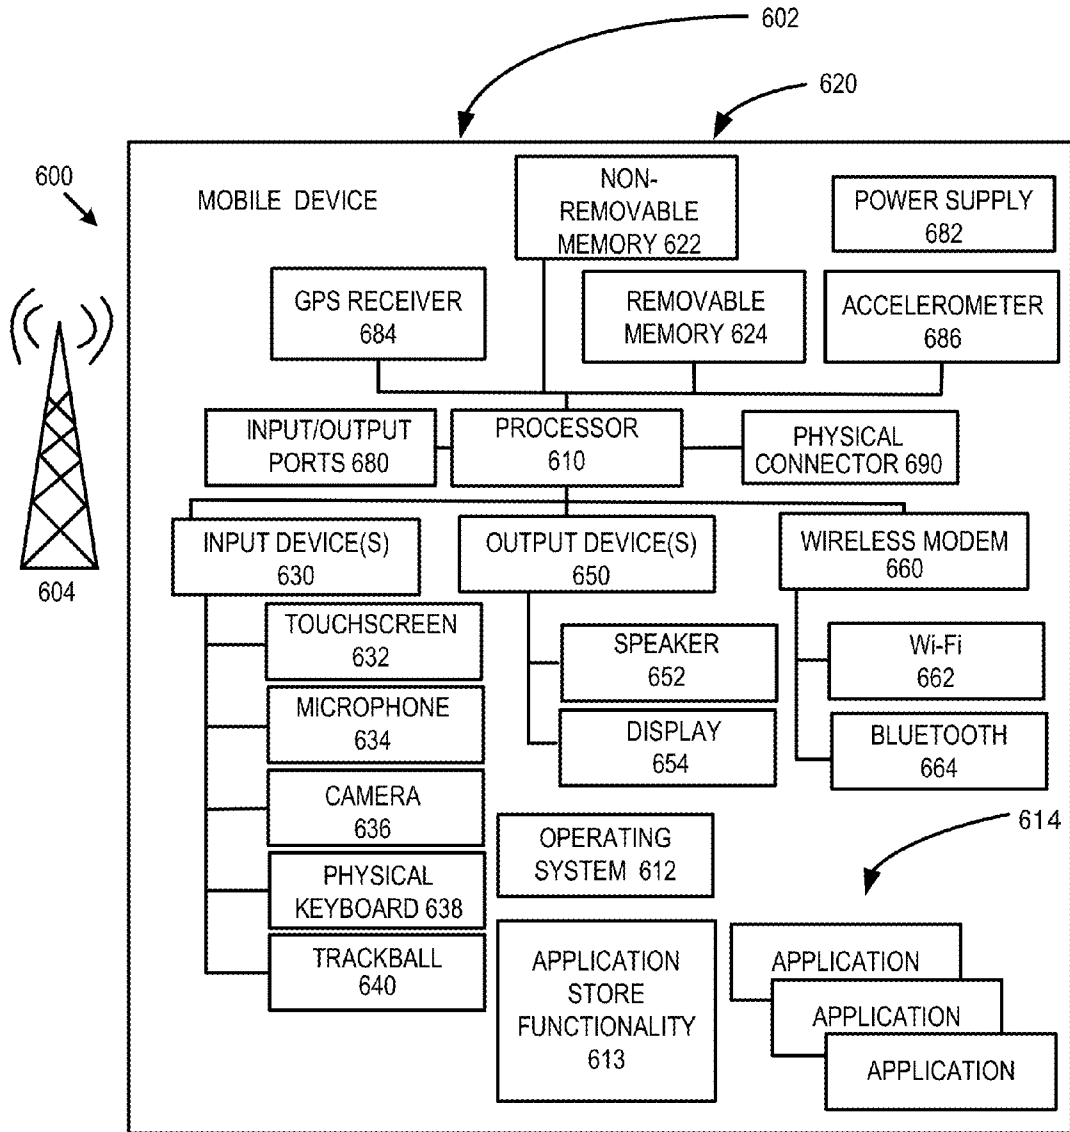 602
620
600
MOBILE DEVICE
NON-
REMOVABLE
MEMORY 622
POWER SUPPLY
682
GPS RECEIVER
684
REMOVABLE
MEMORY 624
ACCELEROMETER
686
INPUT/OUTPUT
PORTS 680
PROCESSOR
610
PHYSICAL
CONNECTOR 690
604
INPUT DEVICE(S)
630
OUTPUT DEVICE(S)
650
WIRELESS MODEM
660
TOUCHSCREEN
632
SPEAKER
652
Wi-Fi
662
MICROPHONE
634
DISPLAY
654
BLUETOOTH
664
CAMERA
636
OPERATING
SYSTEM 612
614
PHYSICAL
KEYBOARD 638
TRACKBALL
640
APPLICATION
STORE
FUNCTIONALITY
613
APPLICATION
APPLICATION
APPLICATION